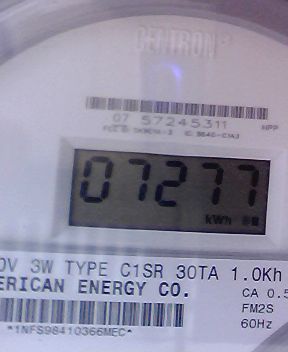 CENTRON
07 57245311
07277
kWh
0V 3W TYPE C1SR 30TA 1.0Kh
ERICAN ENERGY CO.
CA 0.5
FM2S
60Hz
*1NFS98410366MEC*